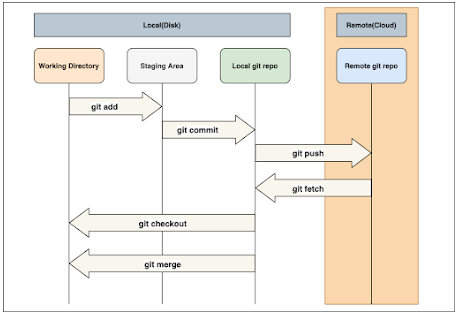 Local(Disk)
Remote(Cloud)
Working Directory
Staging Area
Local git repo
Remote git repo
git add
git commit
git push
git fetch
git checkout
git merge